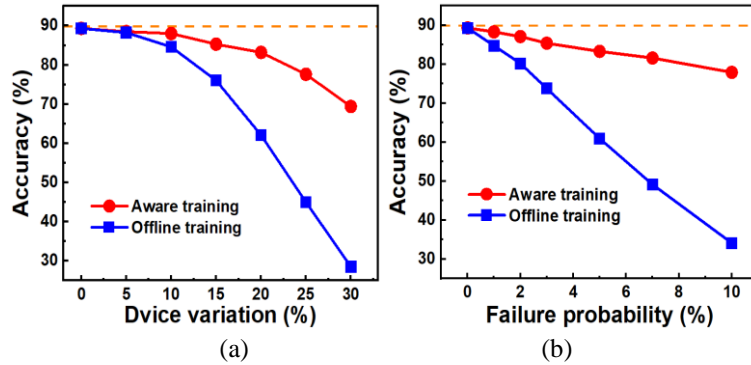 90
80
70
60
50
40
30
Accuracy (%)
Aware training
Offline training
0 5 10 15 20 25 30
Dvice variation (%)
(a)
90
80
70
60
50
40
30
Accuracy (%)
Aware training
Offline training
0 2 4 6 8 10
Failure probability (%)
(b)